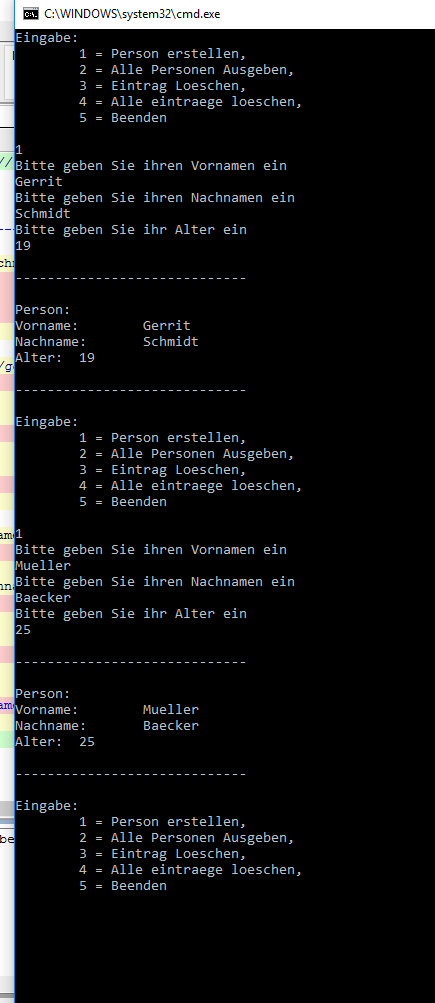 C:\WINDOWS\system32\cmd.exe
Eingabe:
1 = Person erstellen,
2 = Alle Personen Ausgeben,
3 = Eintrag Loeschen,
4 = Alle eintraege loeschen,
5 = Beenden
1
Bitte geben Sie ihren Vornamen ein
Gerrit
Bitte geben Sie ihren Nachnamen ein
Schmidt
Bitte geben Sie ihr Alter ein
19
-----------------------------
Person:
Vorname: Gerrit
Nachname: Schmidt
Alter: 19
-----------------------------
Eingabe:
1 = Person erstellen,
2 = Alle Personen Ausgeben,
3 = Eintrag Loeschen,
4 = Alle eintraege loeschen,
5 = Beenden
1
Bitte geben Sie ihren Vornamen ein
Mueller
Bitte geben Sie ihren Nachnamen ein
Baecker
Bitte geben Sie ihr Alter ein
25
-----------------------------
Person:
Vorname: Mueller
Nachname: Baecker
Alter: 25
-----------------------------
Eingabe:
1 = Person erstellen,
2 = Alle Personen Ausgeben,
3 = Eintrag Loeschen,
4 = Alle eintraege loeschen,
5 = Beenden